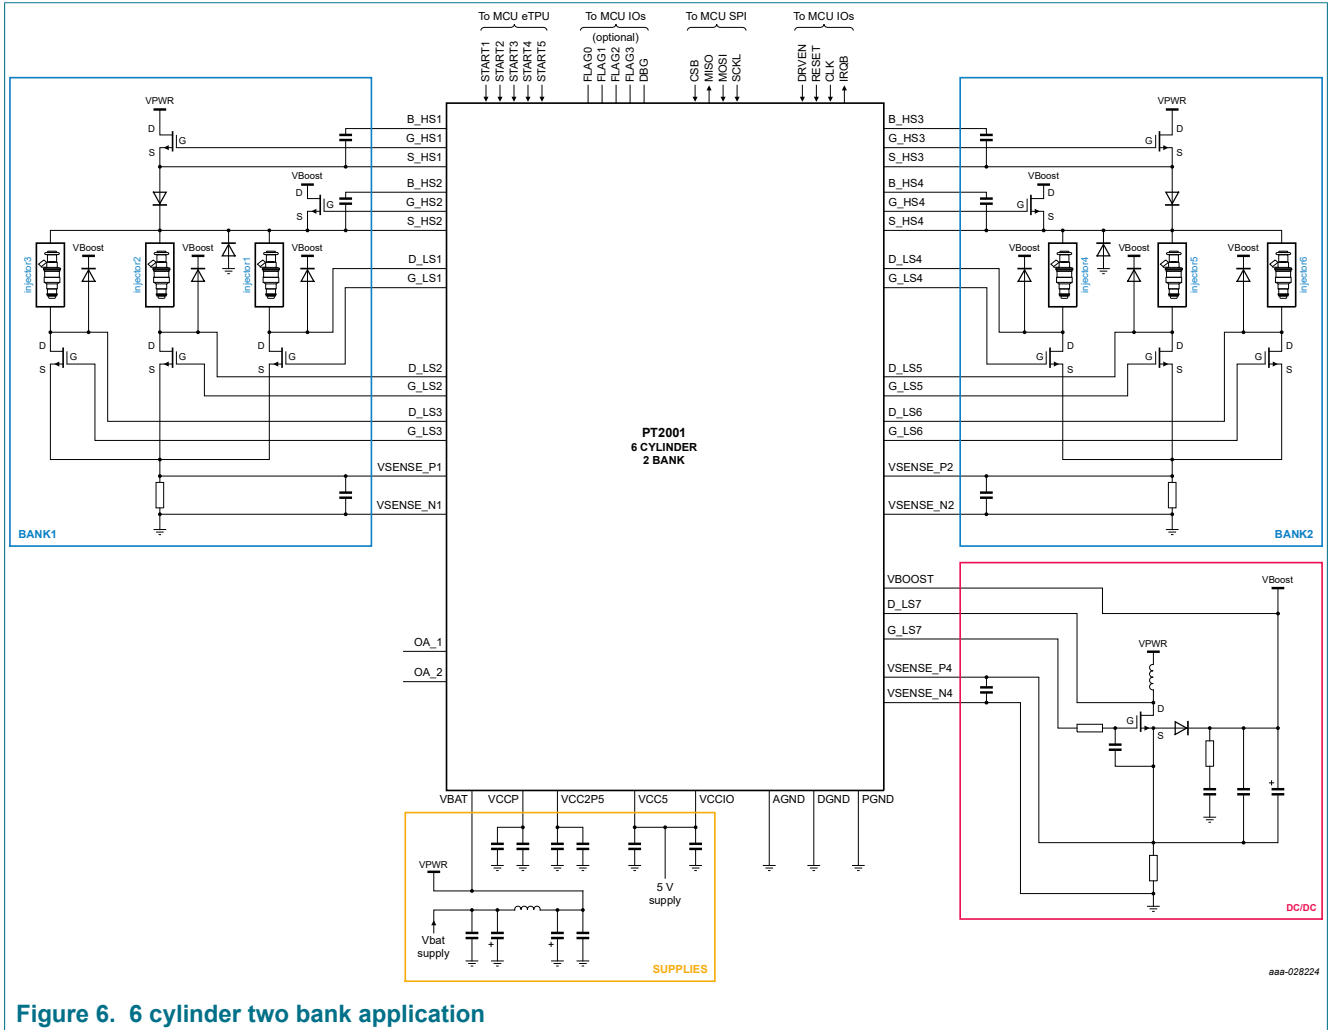 To MCU eTPU To MCU IOs To MCU SPI To MCU IOs
(optional)
START1 START2 START3 START4 START5 FLAG0 FLAG1 FLAG2 FLAG3 DBG CSB MISO MOSI SCKL DRVEN RESET CLK IRQB
VPWR
D
G
S
VBoost
D
G
S
B_HS1
G_HS1
S_HS1
B_HS2
G_HS2
S_HS2
injector3
VBoost
injector2
VBoost
injector1
VBoost
D_LS1
G_LS1
D
G
S
D
G
S
D
G
S
D_LS2
G_LS2
D_LS3
G_LS3
VSENSE_P1
VSENSE_N1
BANK1
PT2001
6 CYLINDER
2 BANK
B_HS3
G_HS3
S_HS3
B_HS4
G_HS4
S_HS4
VPWR
D
G
S
VBoost
D
G
S
D_LS4
G_LS4
VBoost
injector4
VBoost
injector5
VBoost
injector6
D
G
S
D
G
S
D
G
S
D_LS5
G_LS5
D_LS6
G_LS6
VSENSE_P2
VSENSE_N2
BANK2
OA_1
OA_2
VBOOST
D_LS7
G_LS7
VSENSE_P4
VSENSE_N4
VBoost
VPWR
D
G
S
+
DC/DC
VBAT VCCP VCC2P5 VCC5 VCCIO AGND DGND PGND
VPWR
5 V
supply
Vbat
supply
+
+
SUPPLIES
aaa-028224
Figure 6. 6 cylinder two bank application